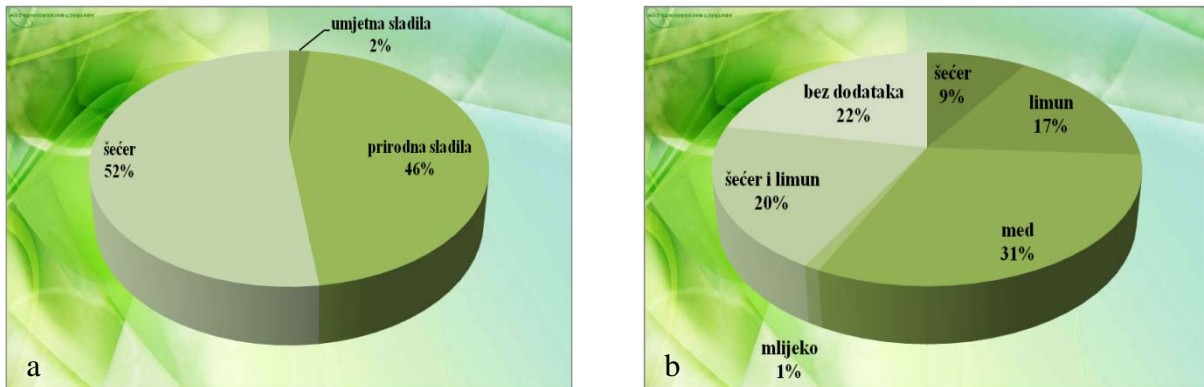 umjetna sladila
2%
šećer
52%
prirodna sladila
46%
a
šećer
9%
bez dodataka
22%
limun
17%
šećer i limun
20%
med
31%
mlijeko
1%
b